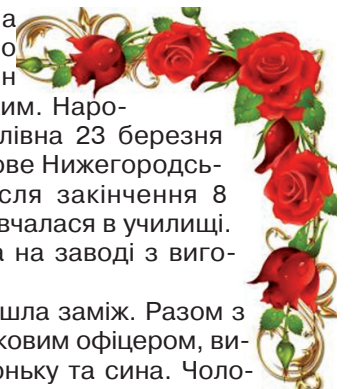 а
о
н
им. Наро-
лівна 23 березня
ове Нижегородсь-
сля закінчення 8
вчалася в училищі.
а на заводі з виго-
шла заміж. Разом з
ковим офіцером, ви-
оньку та сина. Чоло-